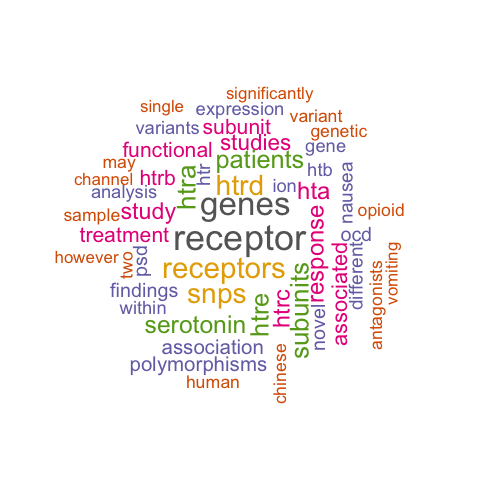 significantly
single
expression
variant
variants
subunit
genetic
functional
studies
gene
may
patients
channel
htrb
htra
htr
htrd
ion
hta
htb
nausea
analysis
genes
sample
study
opioid
treatment
receptor
response
associated
ocd
different
however
two
psd
receptors
antagonists
vomiting
findings
snps
htre
htrc
subunits
novel
within
serotonin
association
polymorphisms
human
chinese